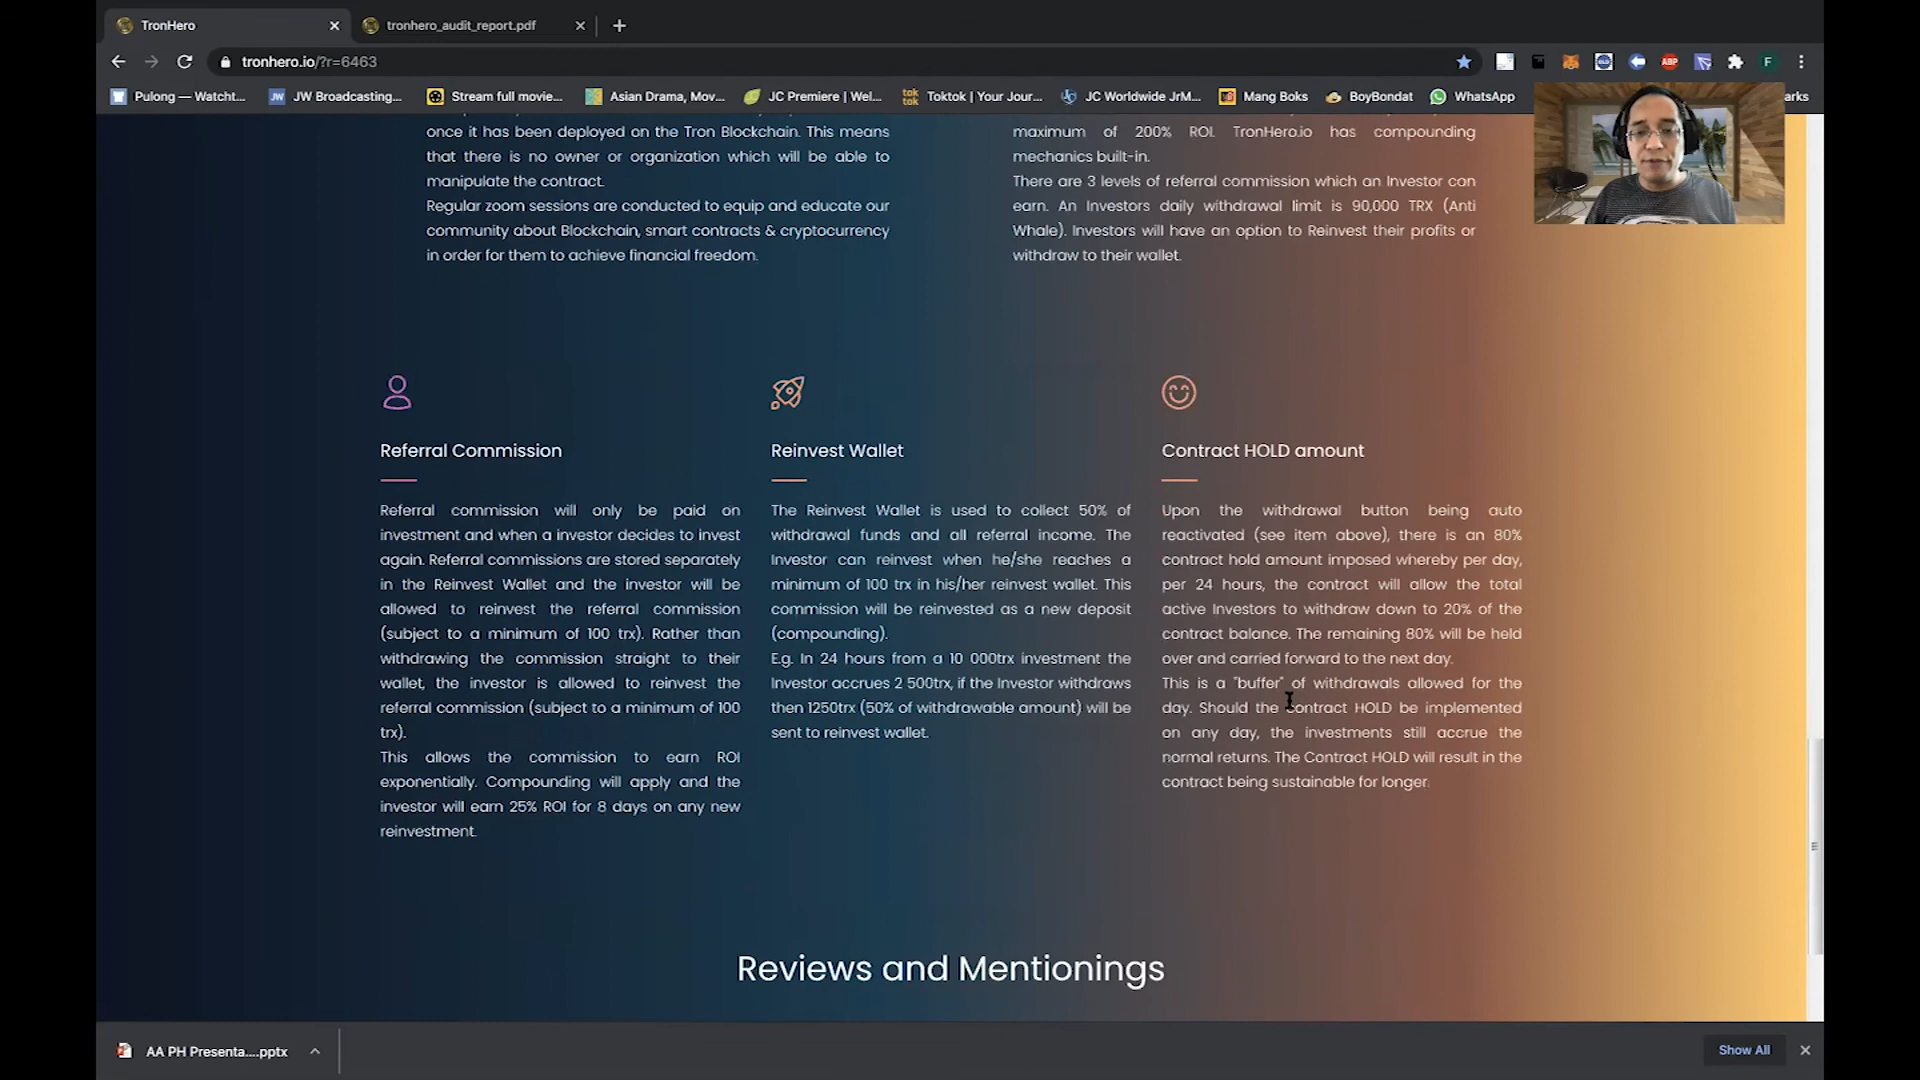 TronHero
tronhero_audit_report.pdf
tronhero.io/?r=6463
ABP
F
Pulong — Watcht...
JW Broadcasting...
Stream full movie...
Asian Drama, Mov...
JC Premiere | Wel...
Toktok | Your Jour...
JC Worldwide JrM...
Mang Boks
BoyBondat
WhatsApp
arks
once it has been deployed on the Tron Blockchain. This means
that there is no owner or organization which will be able to
manipulate the contract.
Regular zoom sessions are conducted to equip and educate our
community about Blockchain, smart contracts & cryptocurrency
in order for them to achieve financial freedom.
maximum of 200% ROI. TronHero.io has compounding
mechanics built-in.
There are 3 levels of referral commission which an Investor can
earn. An Investors daily withdrawal limit is 90,000 TRX (Anti
Whale). Investors will have an option to Reinvest their profits or
withdraw to their wallet.
Referral Commission
Referral commission will only be paid on
investment and when a investor decides to invest
again. Referral commissions are stored separately
in the Reinvest Wallet and the investor will be
allowed to reinvest the referral commission
(subject to a minimum of 100 trx). Rather than
withdrawing the commission straight to their
wallet, the investor is allowed to reinvest the
referral commission (subject to a minimum of 100
trx).
This allows the commission to earn ROI
exponentially. Compounding will apply and the
investor will earn 25% ROI for 8 days on any new
reinvestment.
Reinvest Wallet
The Reinvest Wallet is used to collect 50% of
withdrawal funds and all referral income. The
Investor can reinvest when he/she reaches a
minimum of 100 trx in his/her reinvest wallet. This
commission will be reinvested as a new deposit
(compounding).
E.g. In 24 hours from a 10 000trx investment the
Investor accrues 2 500trx, if the Investor withdraws
then 1250trx (50% of withdrawable amount) will be
sent to reinvest wallet.
Contract HOLD amount
Upon the withdrawal button being auto
reactivated (see item above), there is an 80%
contract hold amount imposed whereby per day,
per 24 hours, the contract will allow the total
active Investors to withdraw down to 20% of the
contract balance. The remaining 80% will be held
over and carried forward to the next day.
This is a "buffer" of withdrawals allowed for the
day. Should the contract HOLD be implemented
on any day, the investments still accrue the
normal returns. The Contract HOLD will result in the
contract being sustainable for longer.
Reviews and Mentionings
AA PH Presenta....pptx
Show All